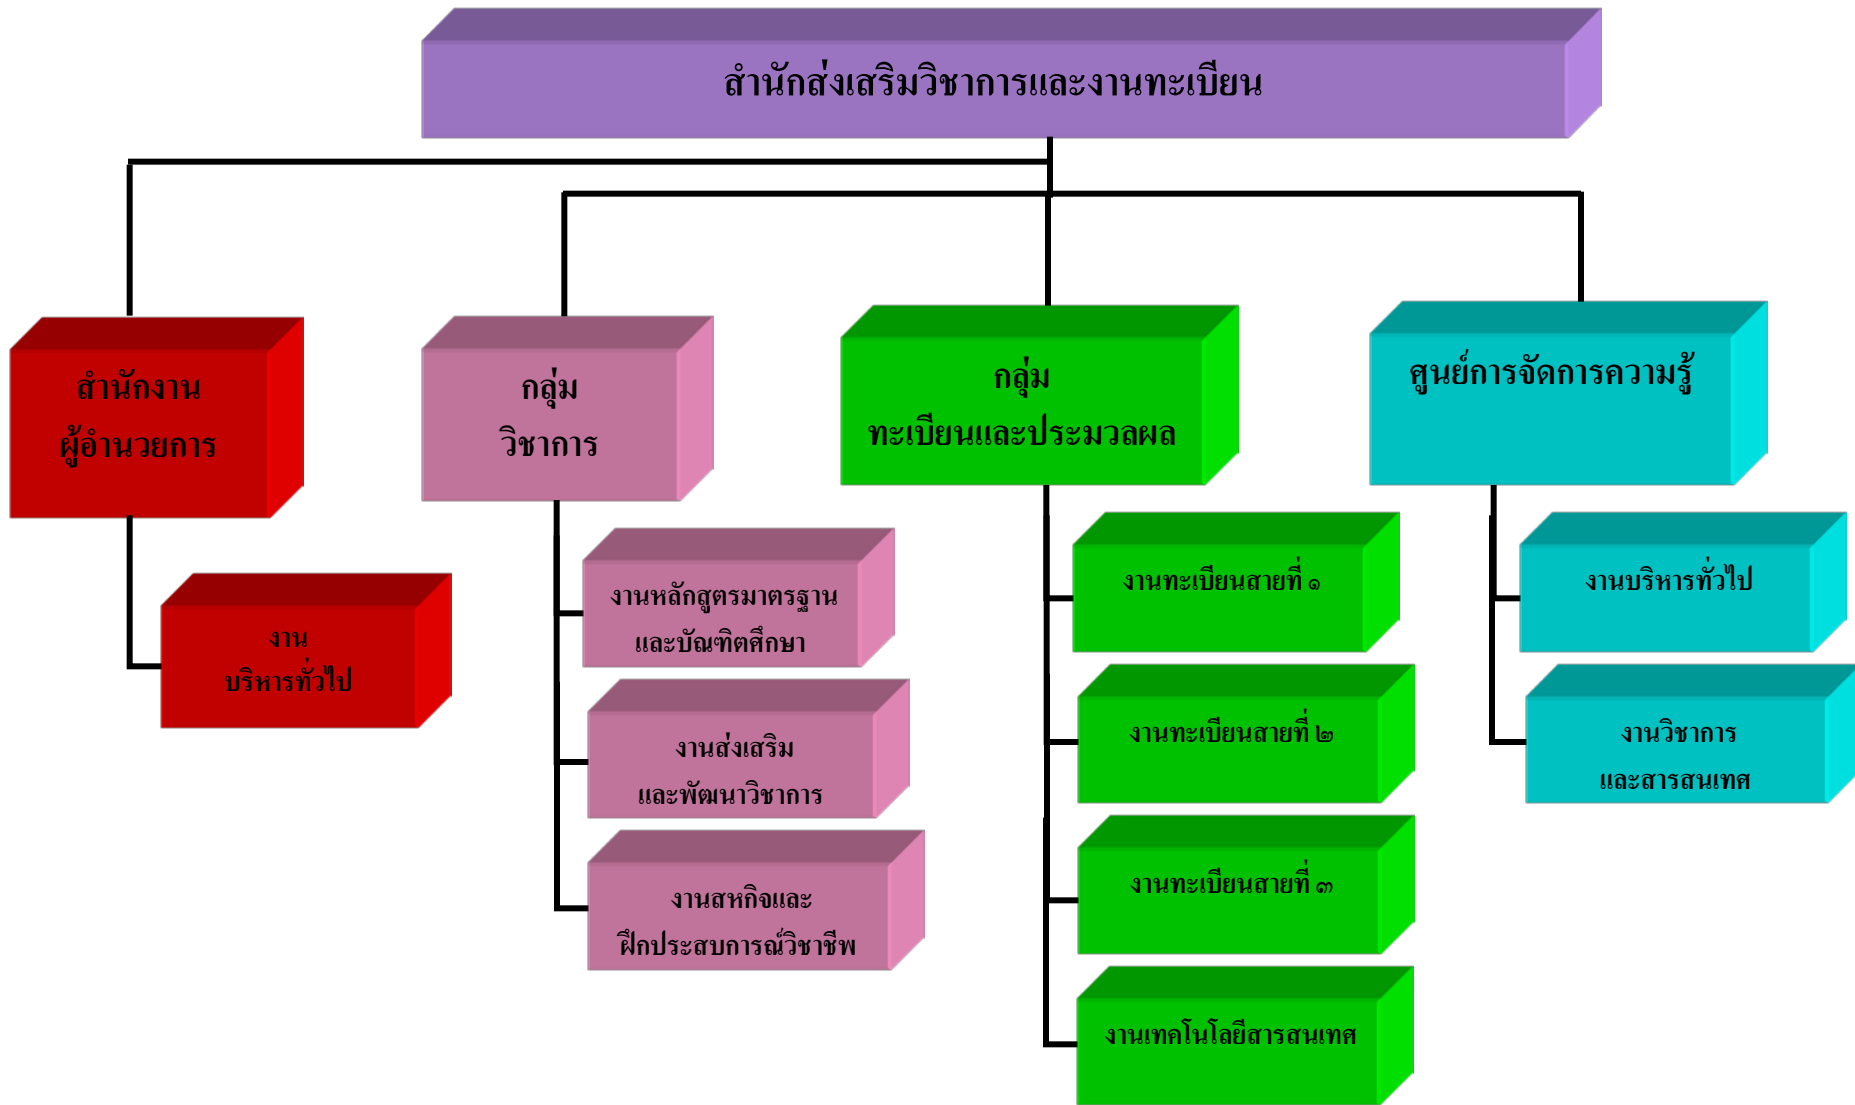 สำนักส่งเสริมวิชาการและงานทะเบียน
สำนักงาน
ผู้อำนวยการ
งาน
บริหารทั่วไป
กลุ่ม
วิชาการ
งานหลักสูตรมาตรฐาน
และบัณฑิตศึกษา
งานส่งเสริม
และพัฒนาวิชาการ
งานสหกิจและ
ฝึกประสบการณ์วิชาชีพ
กลุ่ม
ทะเบียนและประมวลผล
งานทะเบียนสายที่ ๑
งานทะเบียนสายที่ ๒
งานทะเบียนสายที่ ๓
งานเทคโนโลยีสารสนเทศ
ศูนย์การจัดการความรู้
งานบริหารทั่วไป
งานวิชาการ
และสารสนเทศ